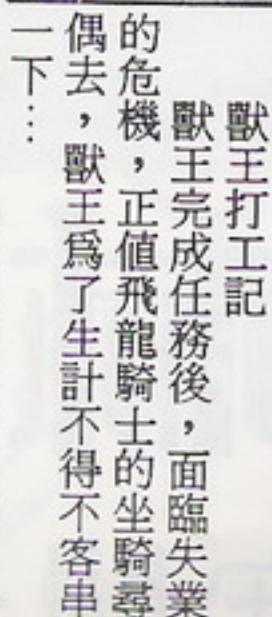 獸王打工記
獸王完成任務後，面臨失業
的危機，正值飛龍騎士的坐騎尋
偶去，獸王爲了生計不得不客串
一下…